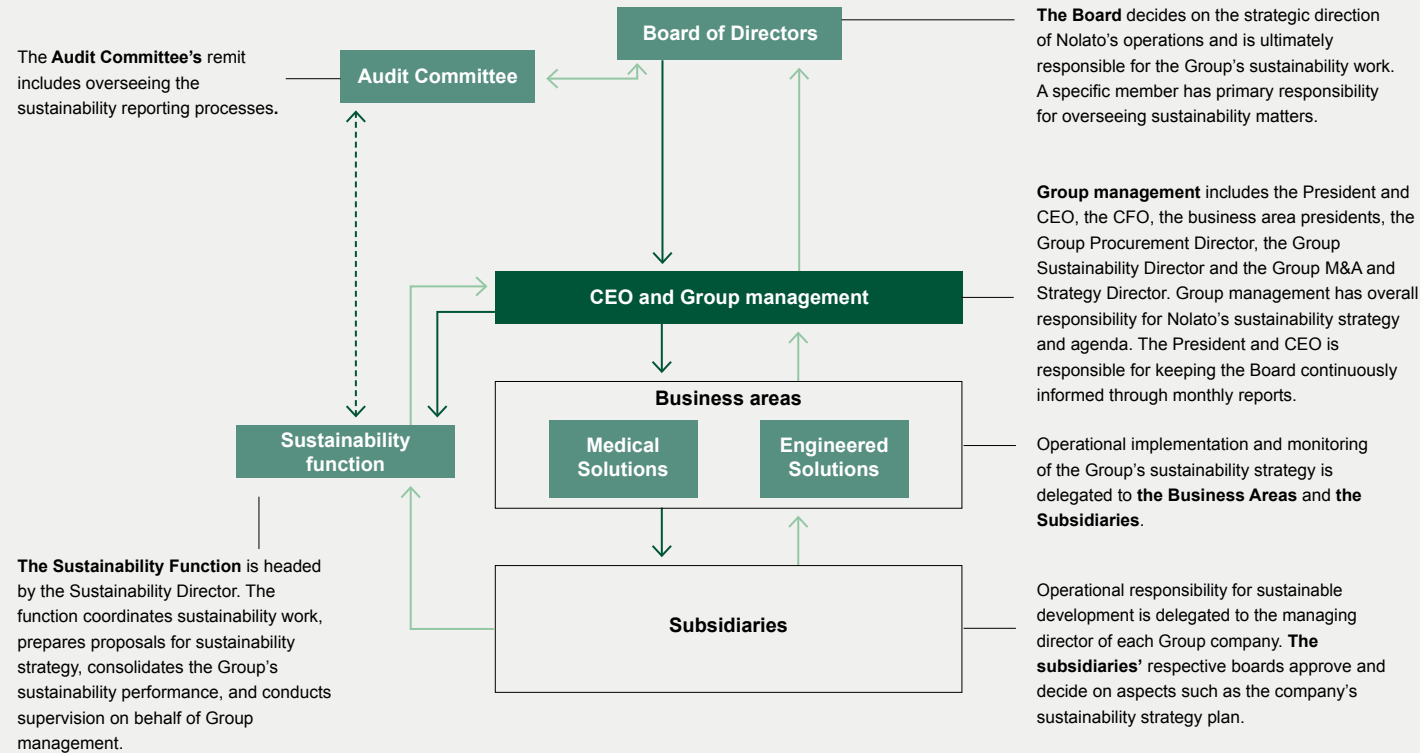 Board of Directors
The Board decides on the strategic direction
of Nolato's operations and is ultimately
responsible for the Group's sustainability work.
A specific member has primary responsibility
for overseeing sustainability matters.
The Audit Committee's remit
includes overseeing the
sustainability reporting processes.
Audit Committee
Group management includes the President and
CEO, the CFO, the business area presidents, the
Group Procurement Director, the Group
Sustainability Director and the Group M&A and
Strategy Director. Group management has overall
responsibility for Nolato's sustainability strategy
and agenda. The President and CEO is
responsible for keeping the Board continuously
informed through monthly reports.
CEO and Group management
Business areas
Medical
Solutions
Engineered
Solutions
Sustainability
function
Operational implementation and monitoring
of the Group's sustainability strategy is
delegated to the Business Areas and the
Subsidiaries.
The Sustainability Function is headed
by the Sustainability Director. The
function coordinates sustainability work,
prepares proposals for sustainability
strategy, consolidates the Group's
sustainability performance, and conducts
supervision on behalf of Group
management.
Subsidiaries
Operational responsibility for sustainable
development is delegated to the managing
director of each Group company. The
subsidiaries' respective boards approve and
decide on aspects such as the company's
sustainability strategy plan.